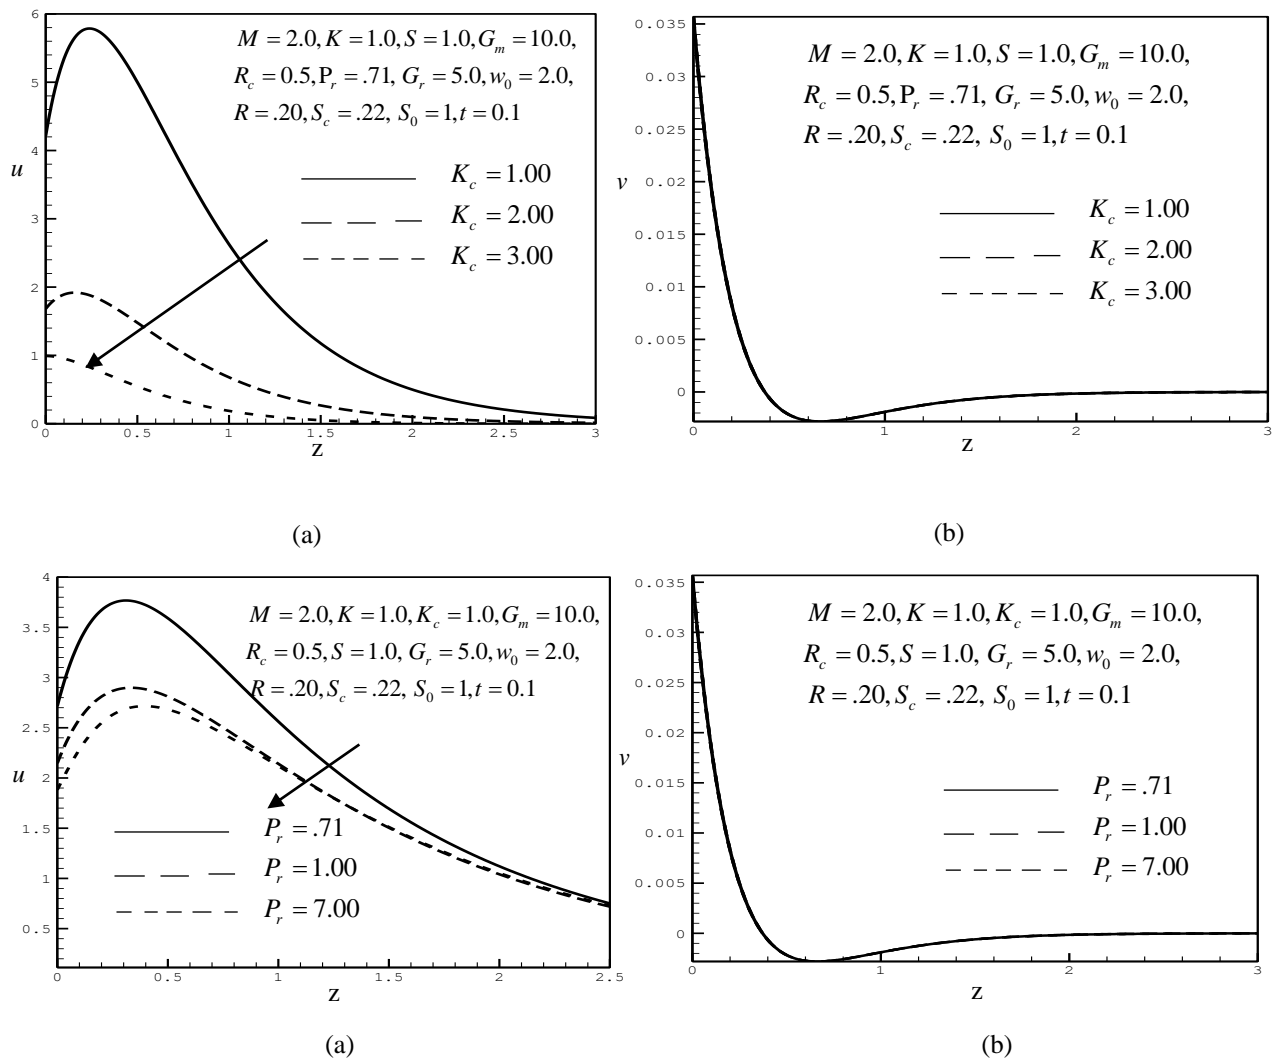 6
5
4
3
2
1
0
u
M = 2.0, K = 1.0, S = 1.0, G_m = 10.0,
R_c = 0.5, P_r = .71, G_r = 5.0, w_0 = 2.0,
R = .20, S_c = .22, S_0 = 1, t = 0.1
K_c = 1.00
K_c = 2.00
K_c = 3.00
0 0.5 1 1.5 2 2.5 3
z
(a)
0.035
0.03
0.025
0.02
0.015
0.01
0.005
0
v
M = 2.0, K = 1.0, S = 1.0, G_m = 10.0,
R_c = 0.5, P_r = .71, G_r = 5.0, w_0 = 2.0,
R = .20, S_c = .22, S_0 = 1, t = 0.1
K_c = 1.00
K_c = 2.00
K_c = 3.00
0 1 2 3
z
(b)
4
3.5
3
2.5
2
1.5
1
0.5
u
M = 2.0, K = 1.0, K_c = 1.0, G_m = 10.0,
R_c = 0.5, S = 1.0, G_r = 5.0, w_0 = 2.0,
R = .20, S_c = .22, S_0 = 1, t = 0.1
P_r = .71
P_r = 1.00
P_r = 7.00
0 0.5 1 1.5 2 2.5
z
(a)
0.035
0.03
0.025
0.02
0.015
0.01
0.005
0
v
M = 2.0, K = 1.0, K_c = 1.0, G_m = 10.0,
R_c = 0.5, S = 1.0, G_r = 5.0, w_0 = 2.0,
R = .20, S_c = .22, S_0 = 1, t = 0.1
P_r = .71
P_r = 1.00
P_r = 7.00
0 1 2 3
z
(b)